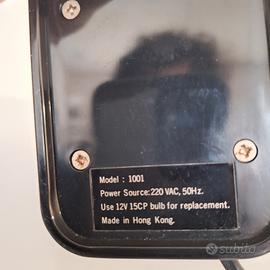 Model : 1001
Power Source: 220 VAC, 50Hz.
Use 12V 15CP bulb for replacement.
Made in Hong Kong.
subito